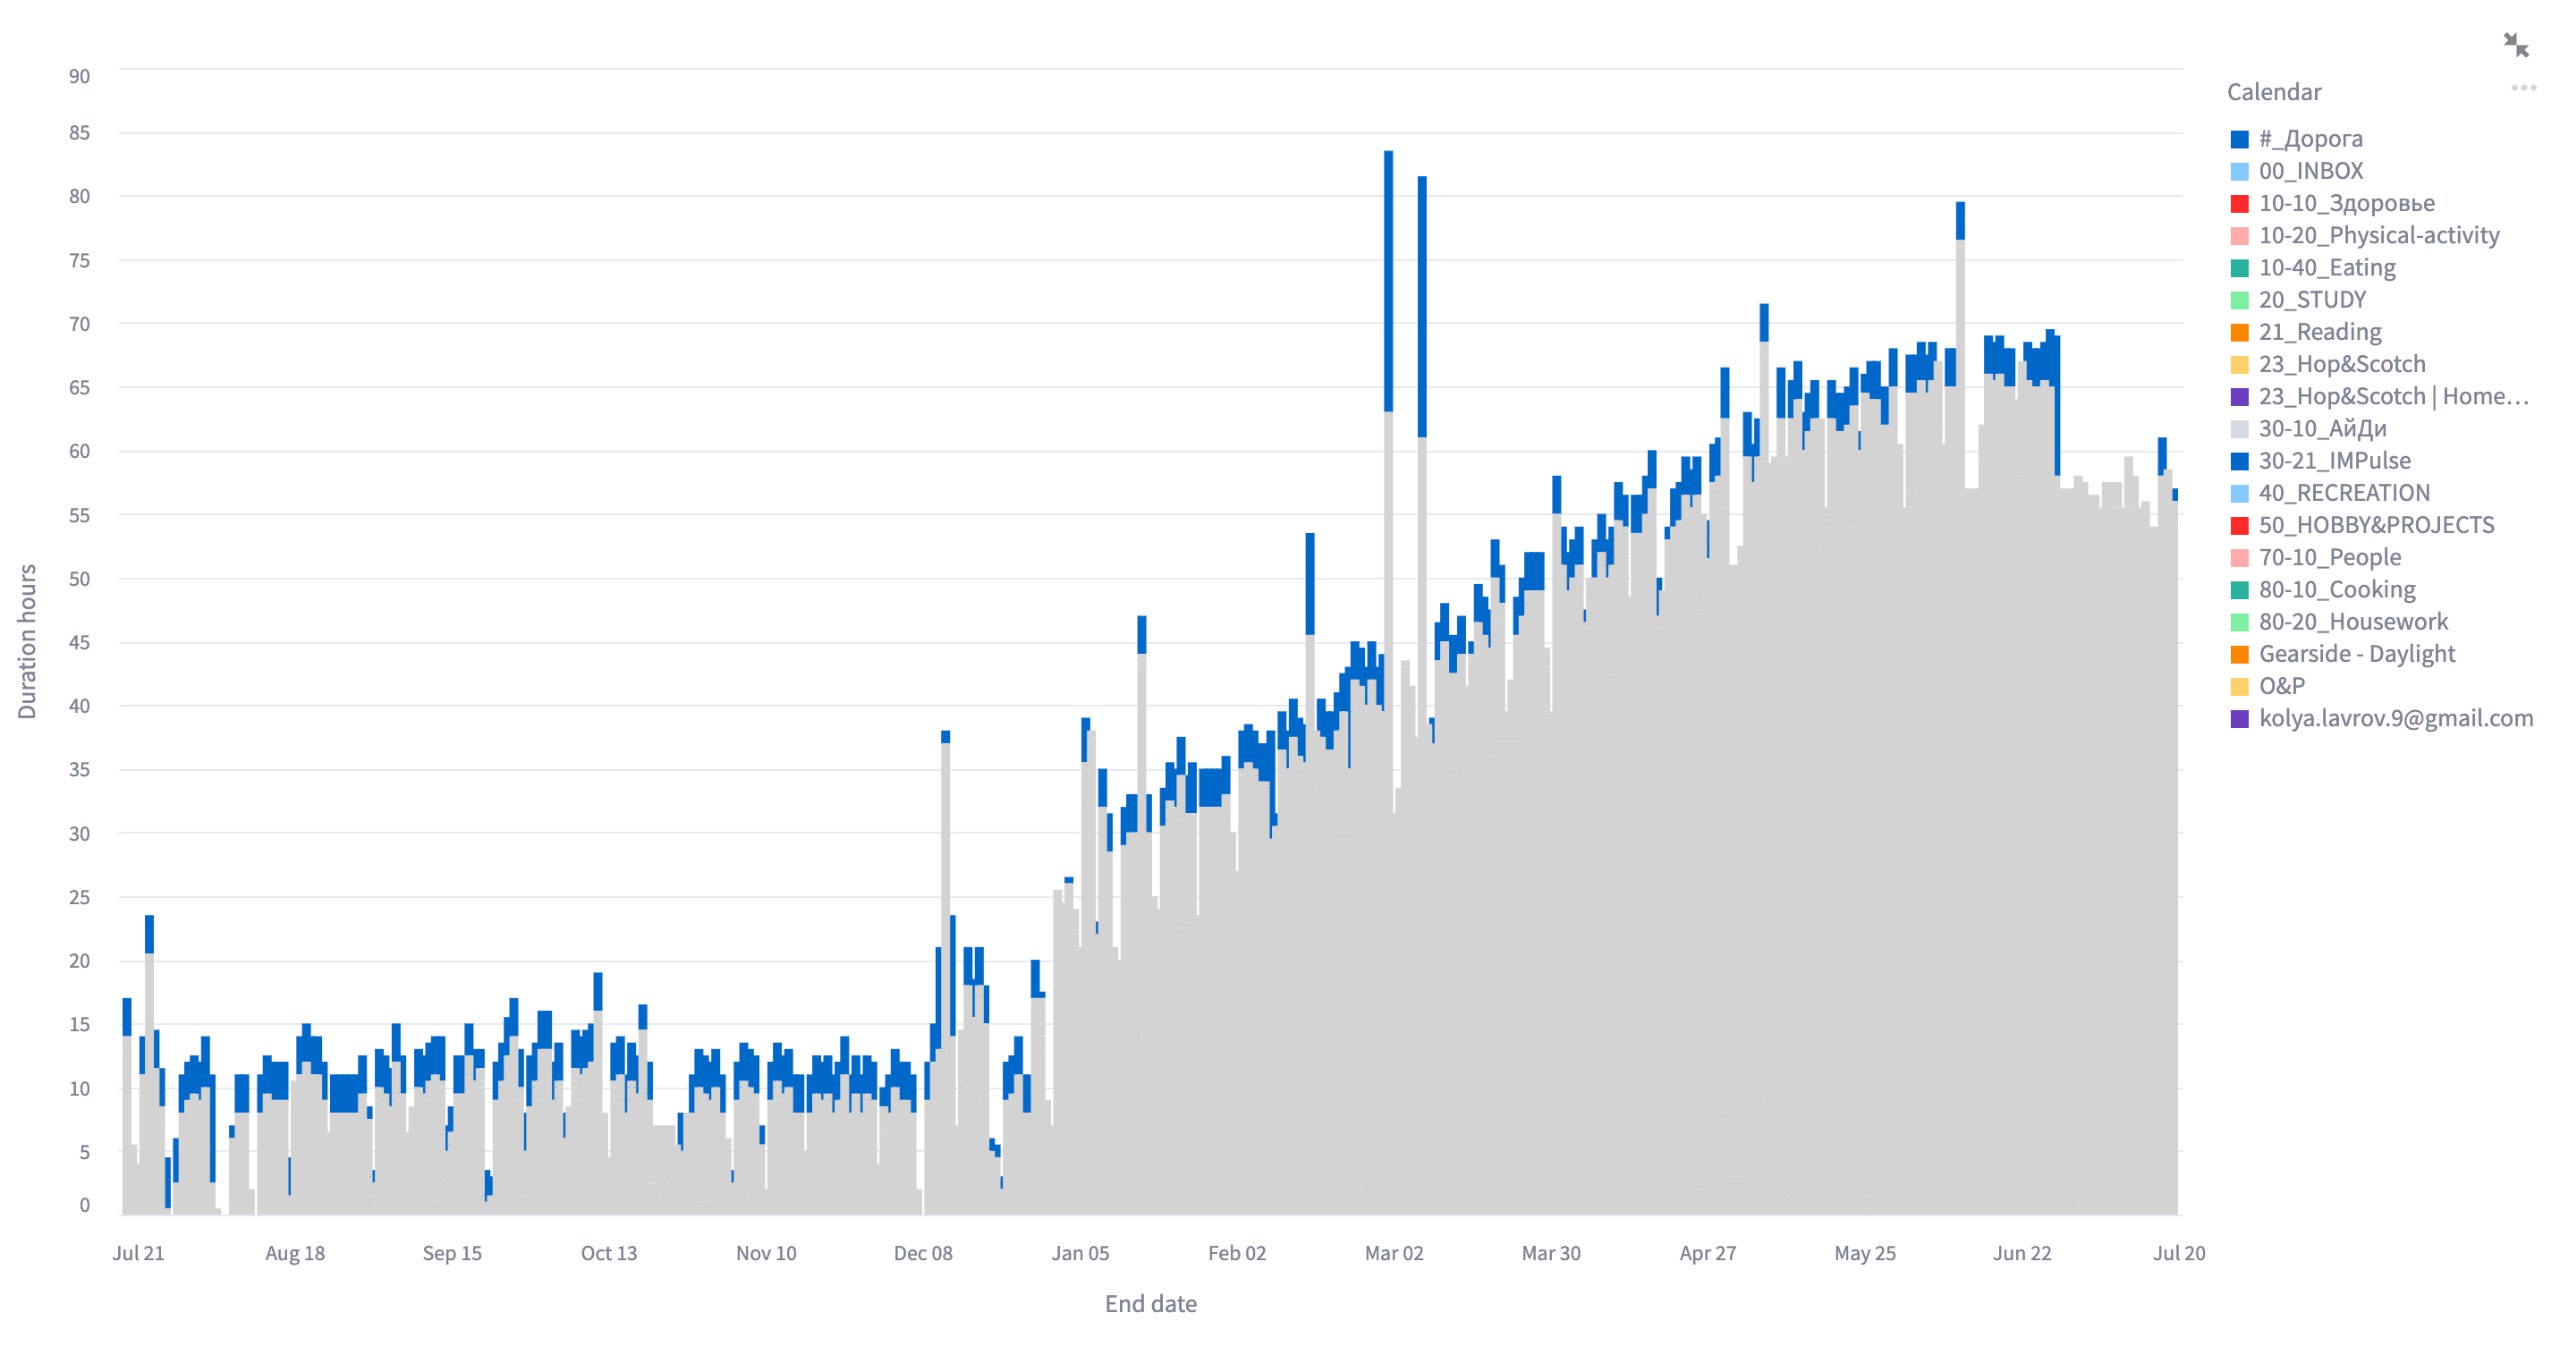 90
85
80
75
70
65
60
55
50
45
40
35
30
25
20
15
10
5
0
Duration hours
Jul 21 Aug 18 Sep 15 Oct 13 Nov 10 Dec 08 Jan 05 Feb 02 Mar 02 Mar 30 Apr 27 May 25 Jun 22 Jul 20
End date
Calendar
#_Дорога
00_INBOX
10-10_Здоровье
10-20_Physical-activity
10-40_Eating
20_STUDY
21_Reading
23_Hop&Scotch
23_Hop&Scotch | Home…
30-10_АйДи
30-21_IMPulse
40_RECREATION
50_HOBBY&PROJECTS
70-10_People
80-10_Cooking
80-20_Housework
Gearside - Daylight
O&P
kolya.lavrov.9@gmail.com